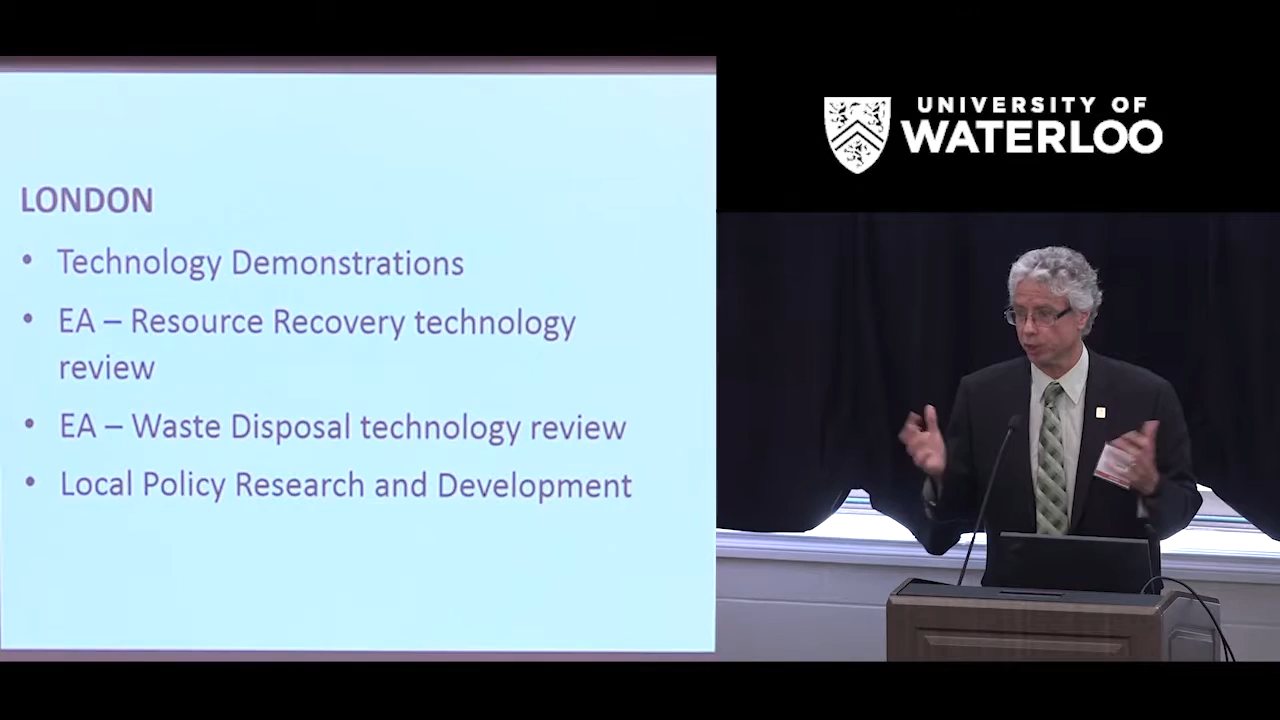 LONDON
• Technology Demonstrations
• EA – Resource Recovery technology
review
• EA – Waste Disposal technology review
• Local Policy Research and Development
UNIVERSITY OF
WATERLOO